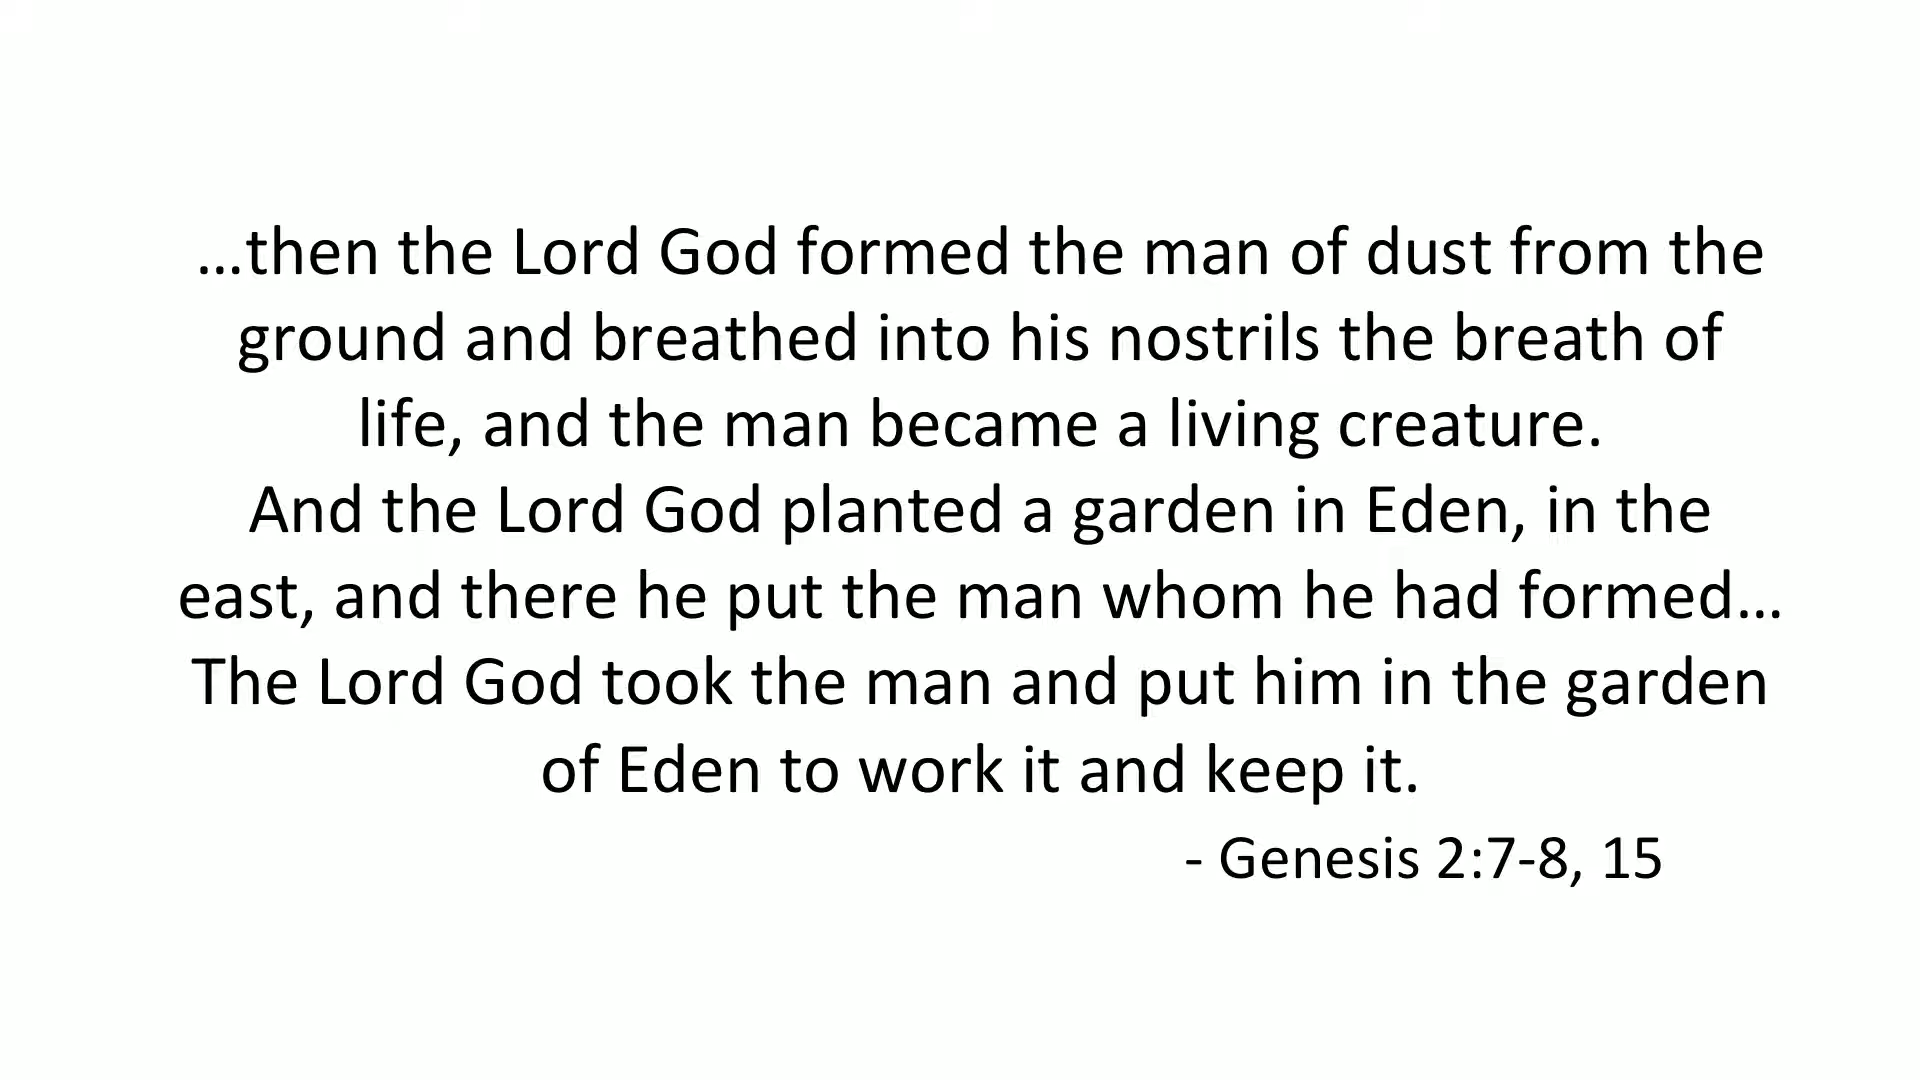 ...then the Lord God formed the man of dust from the
ground and breathed into his nostrils the breath of
life, and the man became a living creature.
And the Lord God planted a garden in Eden, in the
east, and there he put the man whom he had formed...
The Lord God took the man and put him in the garden
of Eden to work it and keep it.
- Genesis 2:7-8, 15